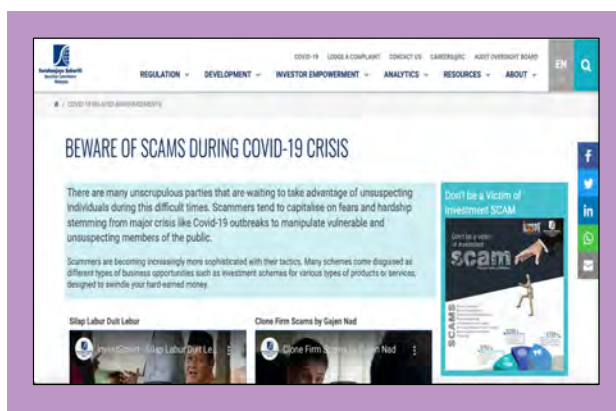 COVID-19 LODGE A COMPLAINT CONTACT US CAREERS@SC AUDIT OVERSIGHT BOARD
EN
Suruhanjaya Sekuriti
Securities Commission
Malaysia
REGULATION DEVELOPMENT INVESTOR EMPOWERMENT ANALYTICS RESOURCES ABOUT
/ COVID-19 RELATED ANNOUNCEMENTS
BEWARE OF SCAMS DURING COVID-19 CRISIS
There are many unscrupulous parties that are waiting to take advantage of unsuspecting
individuals during this difficult times. Scammers tend to capitalise on fears and hardship
stemming from major crisis like Covid-19 outbreaks to manipulate vulnerable and
unsuspecting members of the public.
Scammers are becoming increasingly more sophisticated with their tactics. Many schemes come disguised as
different types of business opportunities such as investment schemes for various types of products or services,
designed to swindle your hard-earned money.
Silap Labur Duit Lebur
Silap Labur Duit Le...
Clone Firm Scams by Gajen Nad
Clone Firm Scams by Gajen Nad
Don't be a Victim of
Investment SCAM
Don't be a victim
of investment
scam
SCAMS